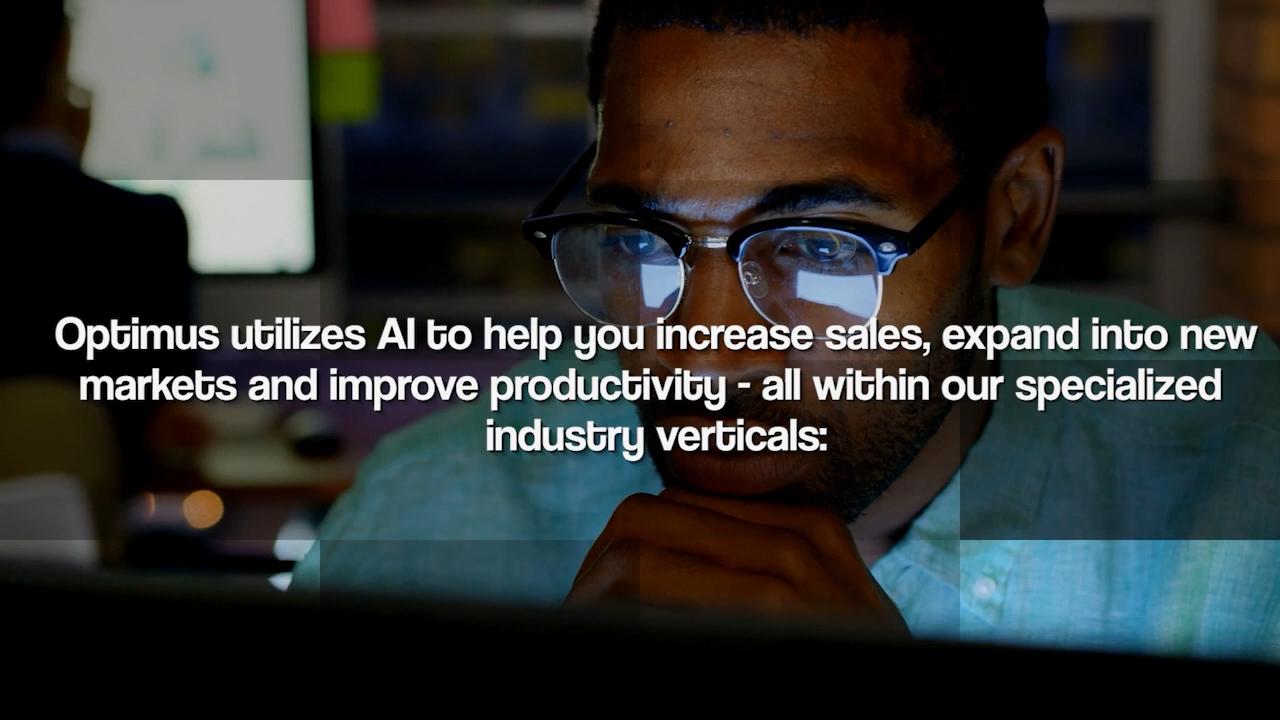 Optimus utilizes AI to help you increase sales, expand into new
markets and improve productivity - all within our specialized
industry verticals: